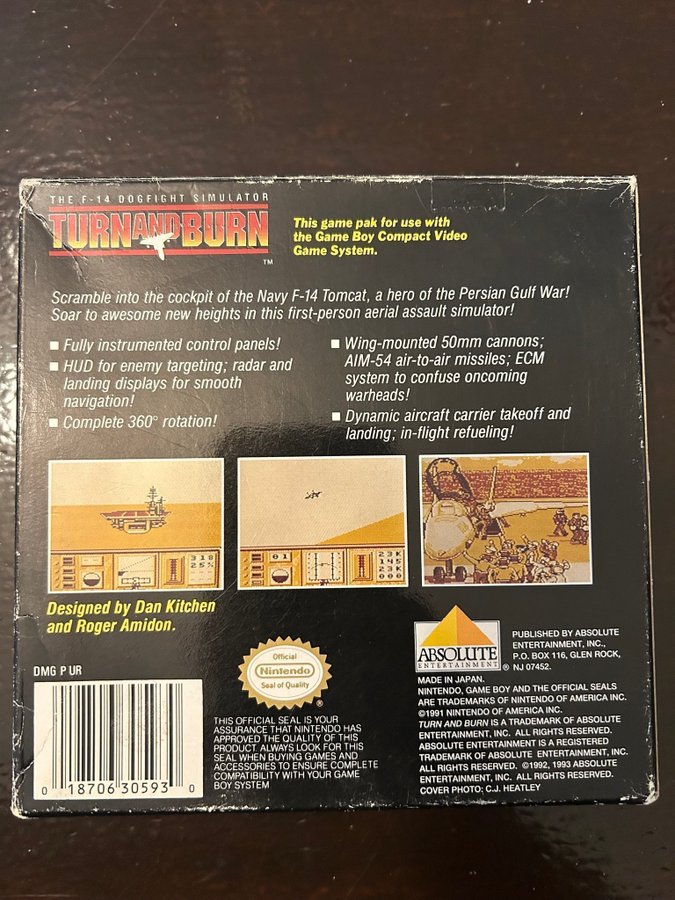 THE F-14 DOGFIGHT SIMULATOR
TURN AND BURN
™
This game pak for use with
the Game Boy Compact Video
Game System.
Scramble into the cockpit of the Navy F-14 Tomcat, a hero of the Persian Gulf War!
Soar to awesome new heights in this first-person aerial assault simulator!
■ Fully instrumented control panels!
■ HUD for enemy targeting; radar and
landing displays for smooth
navigation!
■ Complete 360° rotation!
■ Wing-mounted 50mm cannons;
AIM-54 air-to-air missiles; ECM
system to confuse oncoming
warheads!
■ Dynamic aircraft carrier takeoff and
landing; in-flight refueling!
318
25%
01
23K
145
23K
000
Designed by Dan Kitchen
and Roger Amidon.
DMG P UR
0 18706 30593 0
Official
Nintendo
Seal of Quality
®
THIS OFFICIAL SEAL IS YOUR
ASSURANCE THAT NINTENDO HAS
APPROVED THE QUALITY OF THIS
PRODUCT. ALWAYS LOOK FOR THIS
SEAL WHEN BUYING GAMES AND
ACCESSORIES TO ENSURE COMPLETE
COMPATIBILITY WITH YOUR GAME
BOY SYSTEM
ABSOLUTE
ENTERTAINMENT ®
PUBLISHED BY ABSOLUTE
ENTERTAINMENT, INC.,
P.O. BOX 116, GLEN ROCK,
NJ 07452.
MADE IN JAPAN.
NINTENDO, GAME BOY AND THE OFFICIAL SEALS
ARE TRADEMARKS OF NINTENDO OF AMERICA INC.
©1991 NINTENDO OF AMERICA INC.
TURN AND BURN IS A TRADEMARK OF ABSOLUTE
ENTERTAINMENT, INC. ALL RIGHTS RESERVED.
ABSOLUTE ENTERTAINMENT IS A REGISTERED
TRADEMARK OF ABSOLUTE ENTERTAINMENT, INC.
ALL RIGHTS RESERVED. ©1992, 1993 ABSOLUTE
ENTERTAINMENT, INC. ALL RIGHTS RESERVED.
COVER PHOTO; C.J. HEATLEY